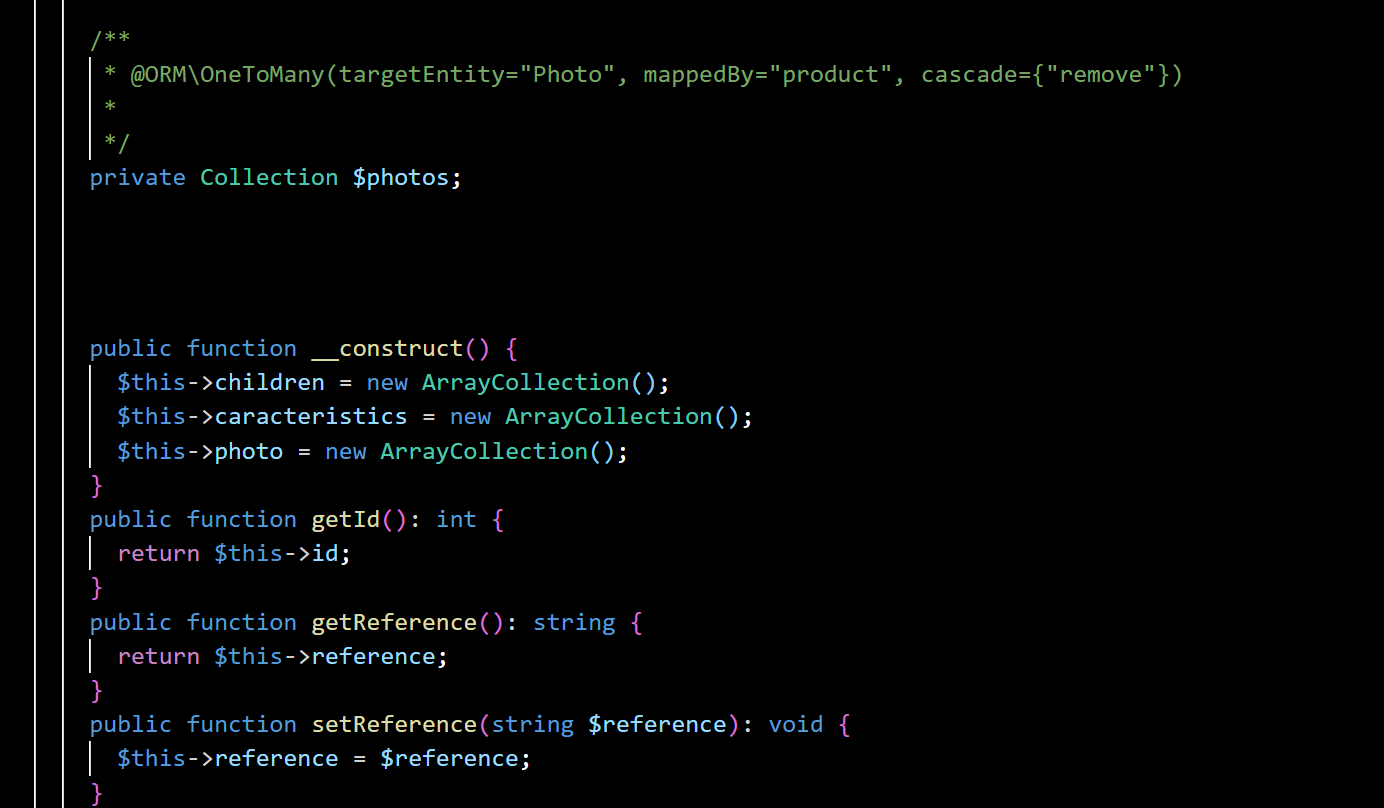 /**
 * @ORM\OneToMany(targetEntity="Photo", mappedBy="product", cascade={"remove"})
 *
 */
private Collection $photos;
public function __construct() {
  $this->children = new ArrayCollection();
  $this->caracteristics = new ArrayCollection();
  $this->photo = new ArrayCollection();
}
public function getId(): int {
  return $this->id;
}
public function getReference(): string {
  return $this->reference;
}
public function setReference(string $reference): void {
  $this->reference = $reference;
}